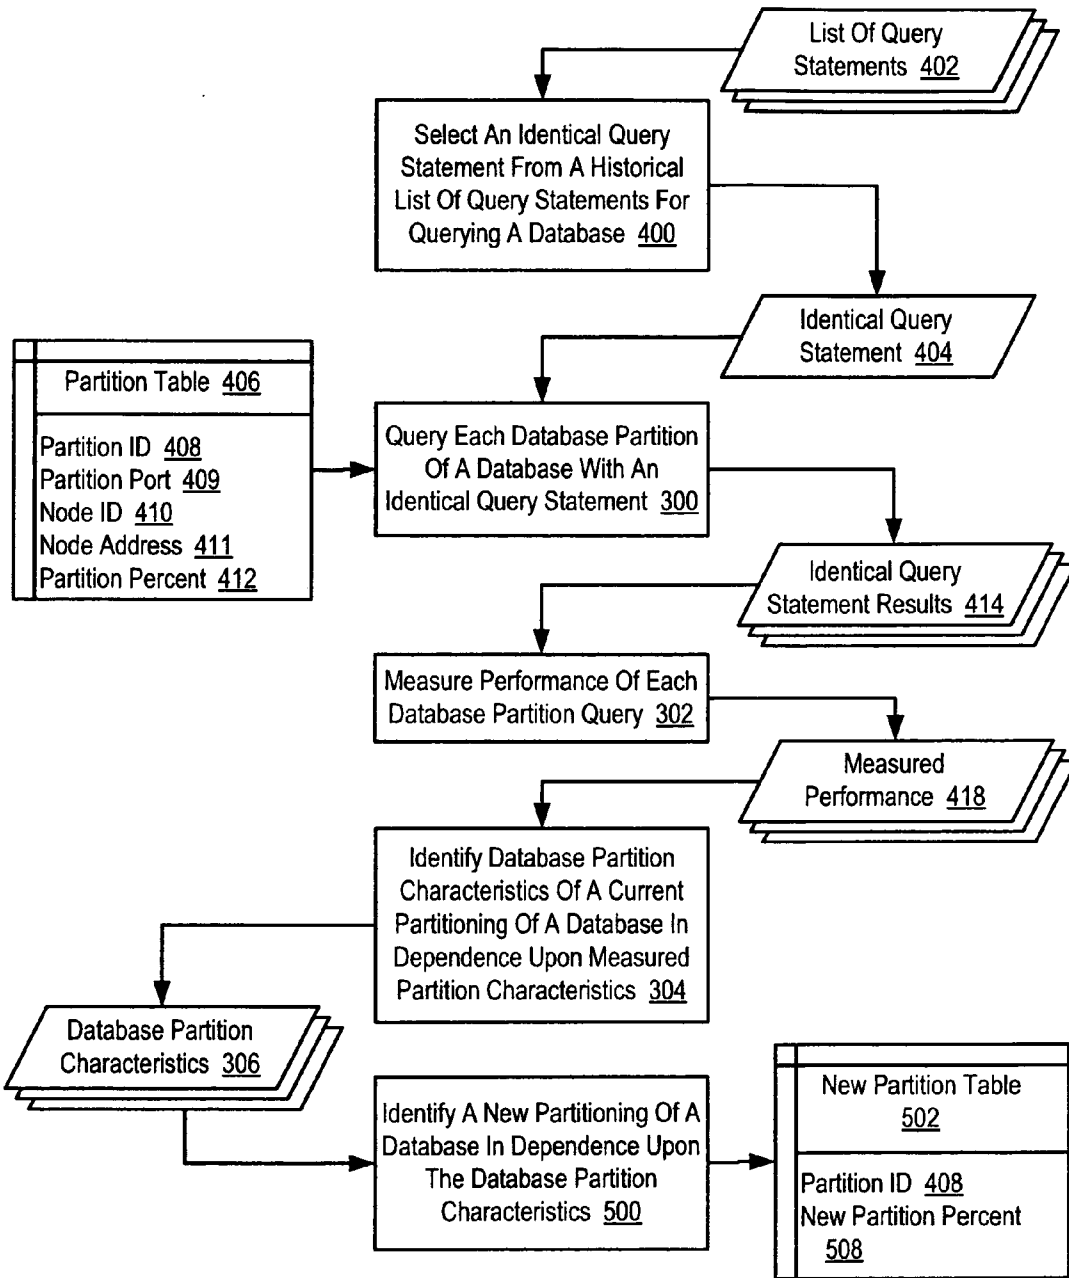 List Of Query
Statements 402
Select An Identical Query
Statement From A Historical
List Of Query Statements For
Querying A Database 400
Identical Query
Statement 404
Partition Table 406
Partition ID 408
Partition Port 409
Node ID 410
Node Address 411
Partition Percent 412
Query Each Database Partition
Of A Database With An
Identical Query Statement 300
Identical Query
Statement Results 414
Measure Performance Of Each
Database Partition Query 302
Measured
Performance 418
Identify Database Partition
Characteristics Of A Current
Partitioning Of A Database In
Dependence Upon Measured
Partition Characteristics 304
Database Partition
Characteristics 306
Identify A New Partitioning Of A
Database In Dependence Upon
The Database Partition
Characteristics 500
New Partition Table
502
Partition ID 408
New Partition Percent
508